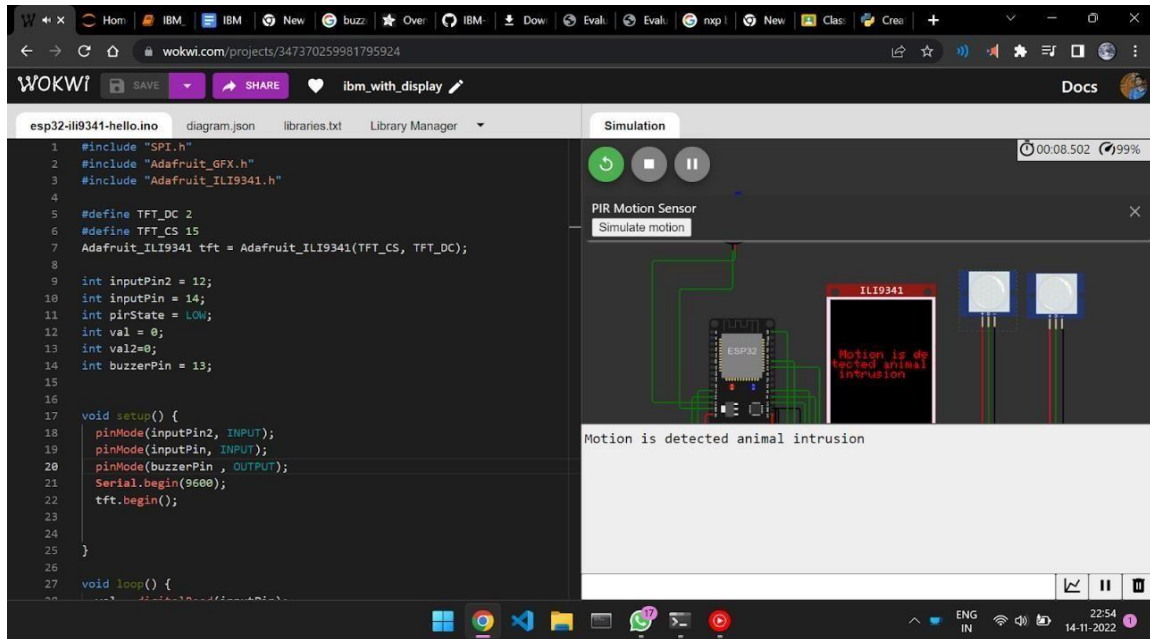 Hom
IBM_
IBM
New
buzz
Over
IBM-
Dow
Evalu
Evalu
nxp l
New
Clas
Crea
wokwi.com/projects/347370259981795924
WOKWi
SAVE
SHARE
ibm_with_display
Docs
esp32-ili9341-hello.ino
diagram.json
libraries.txt
Library Manager
Simulation
1 #include "SPI.h"
2 #include "Adafruit_GFX.h"
3 #include "Adafruit_ILI9341.h"
4
5 #define TFT_DC 2
6 #define TFT_CS 15
7 Adafruit_ILI9341 tft = Adafruit_ILI9341(TFT_CS, TFT_DC);
8
9 int inputPin2 = 12;
10 int inputPin = 14;
11 int pirState = LOW;
12 int val = 0;
13 int val2=0;
14 int buzzerPin = 13;
15
16
17 void setup() {
18 pinMode(inputPin2, INPUT);
19 pinMode(inputPin, INPUT);
20 pinMode(buzzerPin , OUTPUT);
21 Serial.begin(9600);
22 tft.begin();
23
24
25 }
26
27 void loop() {
00:08.502 99%
PIR Motion Sensor
Simulate motion
ILI9341
ESP32
Motion is de
tected animal
intrusion
Motion is detected animal intrusion
17
ENG
IN
22:54
14-11-2022
1